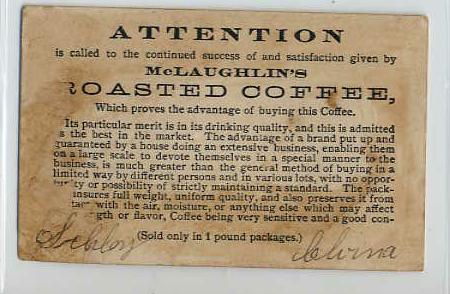 ATTENTION
is called to the continued success of and satisfaction given by
McLAUGHLIN'S
ROASTED COFFEE,
Which proves the advantage of buying this Coffee.
Its particular merit is in its drinking quality, and this is admitted
s the best in the market. The advantage of a brand put up and
guaranteed by a house doing an extensive business, enabling them
on a large scale to devote themselves in a special manner to the
business, is much greater than the general method of buying in a
limited way by different persons and in various lots, with no oppor-
ity or possibility of strictly maintaining a standard. The pack-
insures full weight, uniform quality, and also preserves it from
with the air, moisture, or anything else which may affect
gth or flavor, Coffee being very sensitive and a good con-
(Sold only in 1 pound packages.)